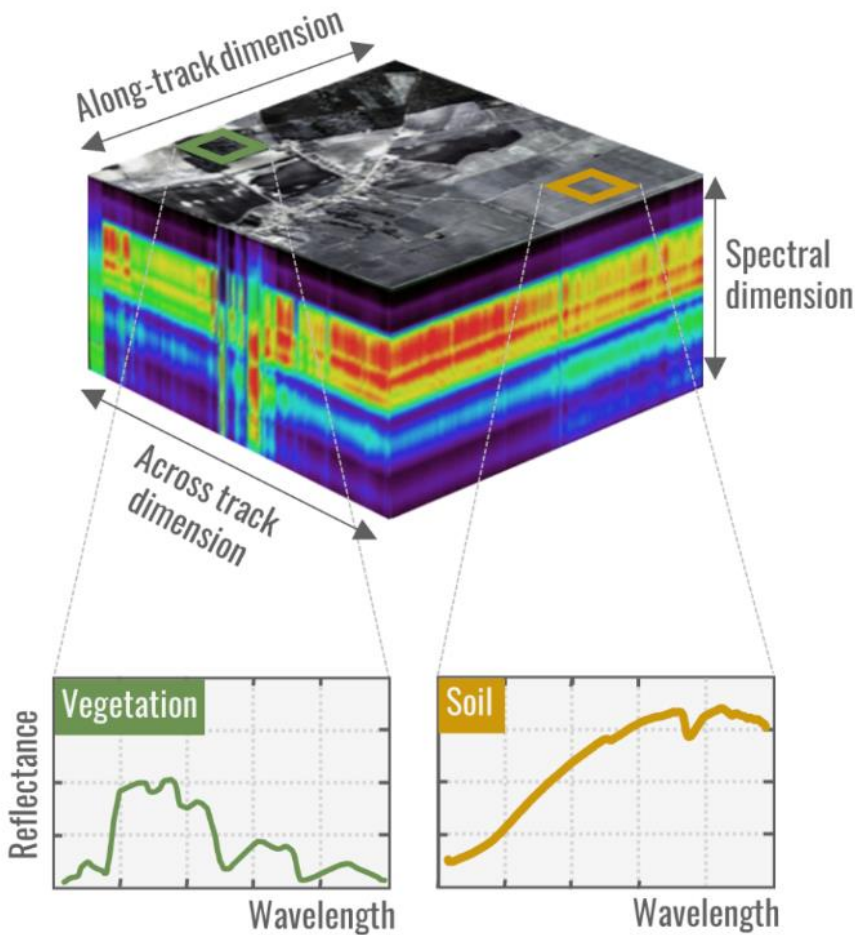 Along-track dimension
Spectral
dimension
Across track
dimension
Vegetation
Soil
Reflectance
Wavelength
Wavelength